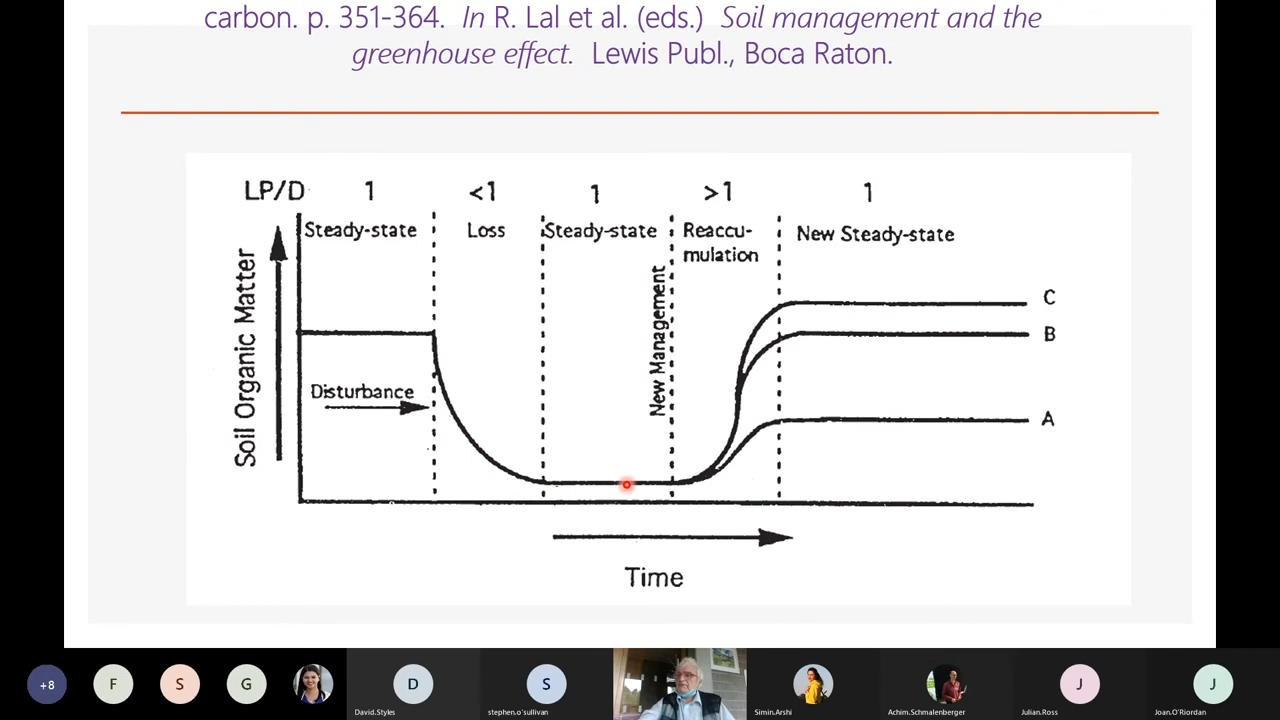 carbon. p. 351-364. In R. Lal et al. (eds.) Soil management and the
greenhouse effect. Lewis Publ., Boca Raton.
LP/D 1 <1 1 >1 1
Steady-state Loss Steady-state Reaccu- New Steady-state
mulation
Soil Organic Matter
New Management
Disturbance
C
B
A
Time
+8 F S G D S J J
David.Styles stephen.o'sullivan Simin.Arshi Achim.Schmalenberger Julian.Ross Joan.O'Riordan